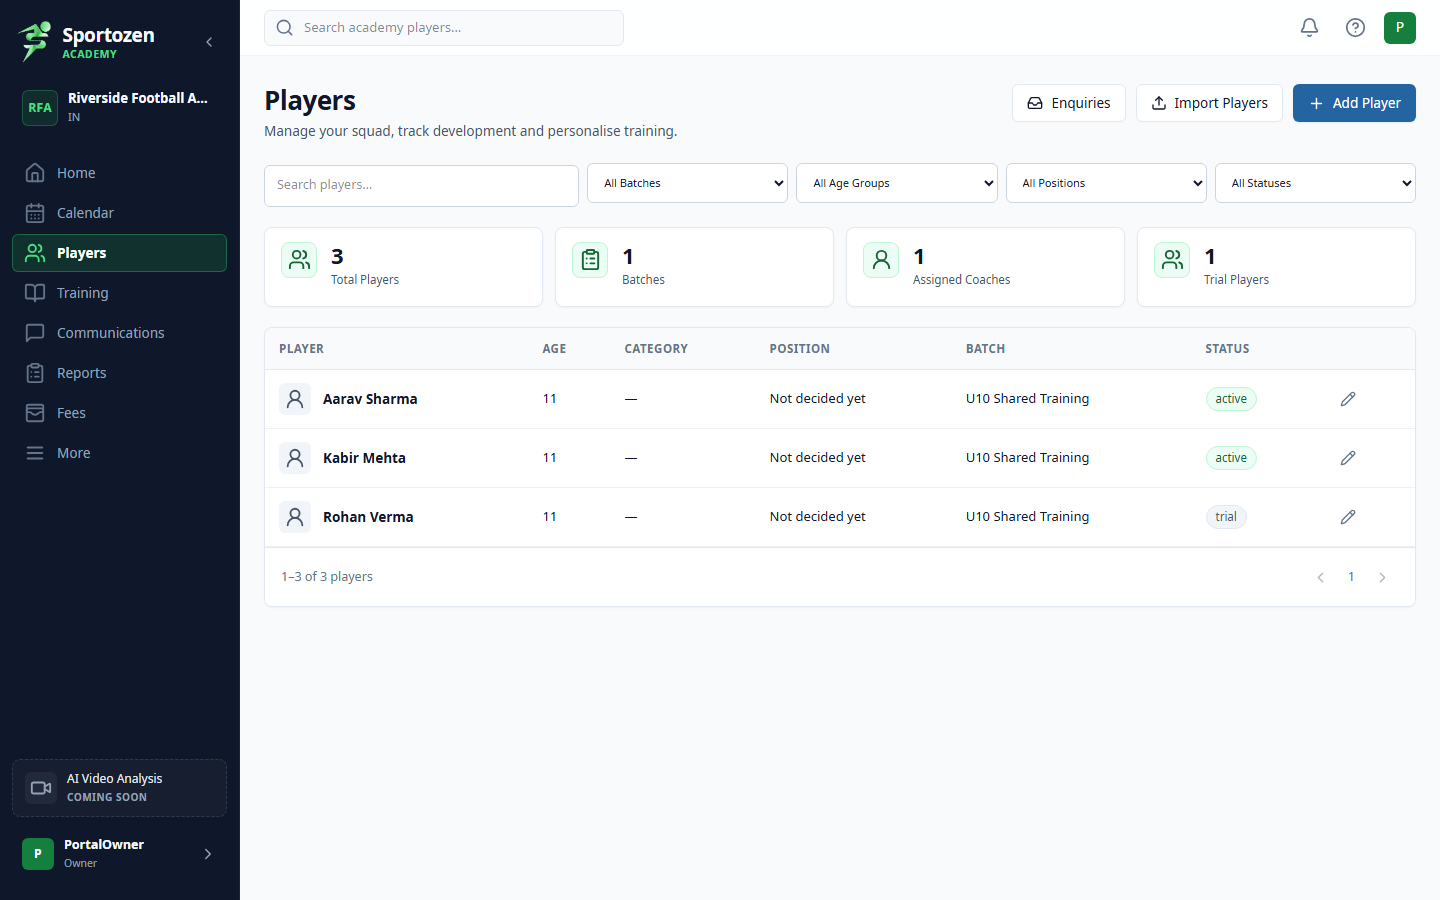 Sportozen
ACADEMY
RFA
Riverside Football A...
IN
Home
Calendar
Players
Training
Communications
Reports
Fees
More
AI Video Analysis
COMING SOON
P
PortalOwner
Owner
Search academy players...
P
Players
Manage your squad, track development and personalise training.
Enquiries
Import Players
Add Player
Search players...
All Batches
All Age Groups
All Positions
All Statuses
3
Total Players
1
Batches
1
Assigned Coaches
1
Trial Players
PLAYER AGE CATEGORY POSITION BATCH STATUS
Aarav Sharma 11 — Not decided yet U10 Shared Training active
Kabir Mehta 11 — Not decided yet U10 Shared Training active
Rohan Verma 11 — Not decided yet U10 Shared Training trial
1–3 of 3 players
1